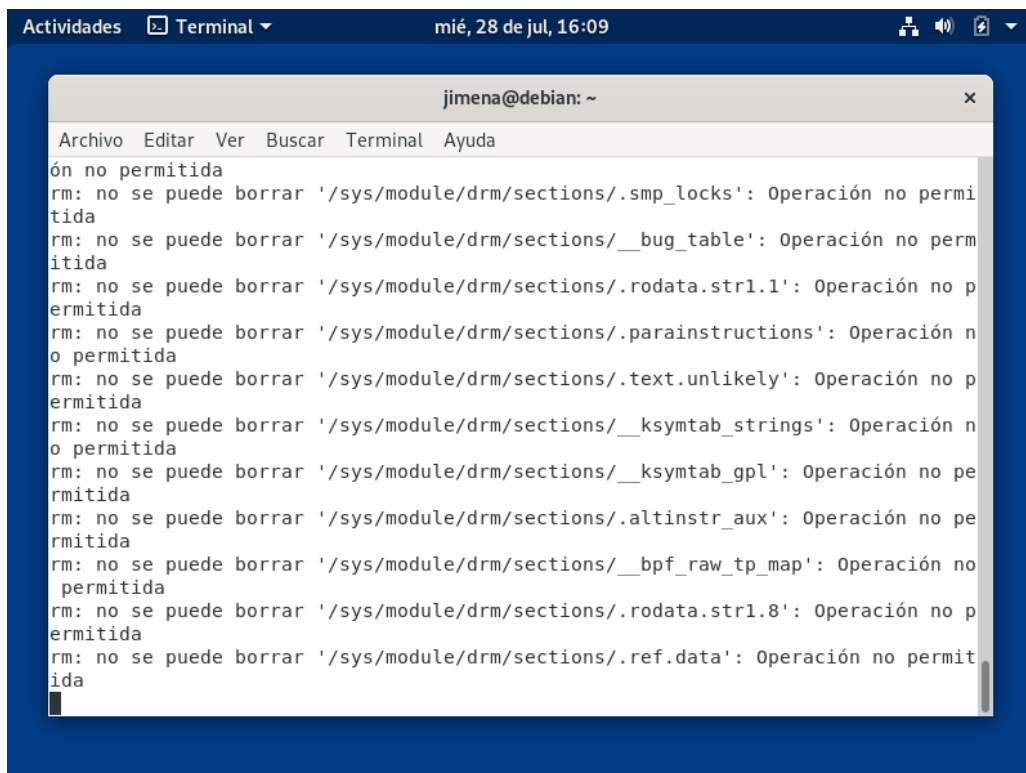 Actividades Terminal mié, 28 de jul, 16:09
jimena@debian: ~ ×
Archivo Editar Ver Buscar Terminal Ayuda
ón no permitida
rm: no se puede borrar '/sys/module/drm/sections/.smp_locks': Operación no permi
tida
rm: no se puede borrar '/sys/module/drm/sections/__bug_table': Operación no perm
itida
rm: no se puede borrar '/sys/module/drm/sections/.rodata.str1.1': Operación no p
ermitida
rm: no se puede borrar '/sys/module/drm/sections/.parainstructions': Operación n
o permitida
rm: no se puede borrar '/sys/module/drm/sections/.text.unlikely': Operación no p
ermitida
rm: no se puede borrar '/sys/module/drm/sections/__ksymtab_strings': Operación n
o permitida
rm: no se puede borrar '/sys/module/drm/sections/__ksymtab_gpl': Operación no pe
rmitida
rm: no se puede borrar '/sys/module/drm/sections/.altinstr_aux': Operación no pe
rmitida
rm: no se puede borrar '/sys/module/drm/sections/__bpf_raw_tp_map': Operación no
 permitida
rm: no se puede borrar '/sys/module/drm/sections/.rodata.str1.8': Operación no p
ermitida
rm: no se puede borrar '/sys/module/drm/sections/.ref.data': Operación no permit
ida